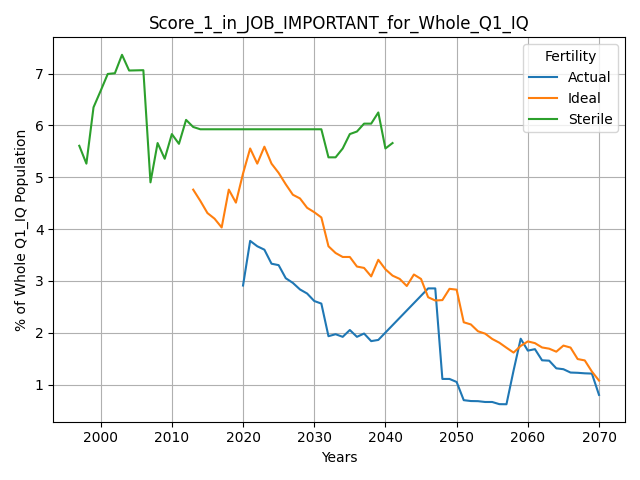 Score_1_in_JOB_IMPORTANT_for_Whole_Q1_IQ
Fertility
Actual
Ideal
Sterile
% of Whole Q1_IQ Population
7
6
5
4
3
2
1
2000 2010 2020 2030 2040 2050 2060 2070
Years